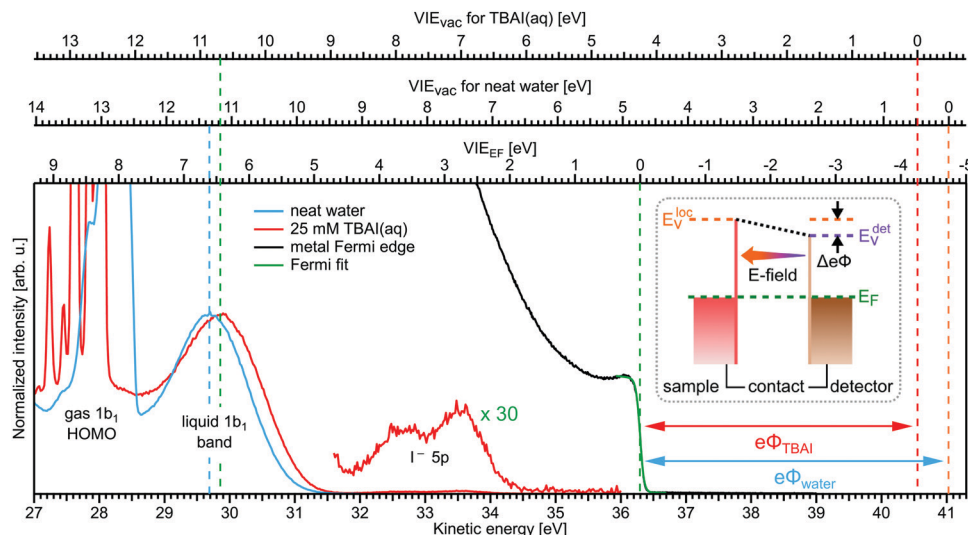 VIEvac for TBAI(aq) [eV]
13 12 11 10 9 8 7 6 5 4 3 2 1 0
VIEvac for neat water [eV]
14 13 12 11 10 9 8 7 6 5 4 3 2 1 0
VIEEF [eV]
9 8 7 6 5 4 3 2 1 0 -1 -2 -3 -4 -5
neat water
25 mM TBAI(aq)
metal Fermi edge
Fermi fit
Normalized intensity [arb. u.]
gas 1b1
HOMO
liquid 1b1
band
I− 5p
x 30
EVloc
EVdet
ΔeΦ
E-field
EF
sample
contact
detector
eΦTBAI
eΦwater
27 28 29 30 31 32 33 34 35 36 37 38 39 40 41
Kinetic energy [eV]